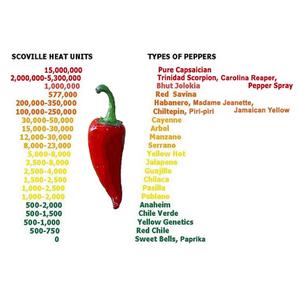 SCOVILLE HEAT UNITS TYPES OF PEPPERS
15,000,000 Pure Capsaician
2,000,000-5,300,000 Trinidad Scorpion, Carolina Reaper,
1,000,000 Bhut Jolokia Pepper Spray
577,000 Red Savina
200,000-350,000 Habanero, Madame Jeanette,
100,000-250,000 Chiltepin, Piri-piri Jamaican Yellow
30,000-50,000 Cayenne
15,000-30,000 Arbol
12,000-30,000 Manzano
8,000-23,000 Serrano
5,000-8,000 Yellow Hot
2,500-8,000 Jalapeno
2,500-5,000 Guajillo
1,000-2,500 Chilaca
1,000-2,000 Pasilla
1,000-2,000 Poblano
500-2,000 Anaheim
500-1,500 Chile Verde
500-1,000 Yellow Genetics
500-750 Red Chile
0 Sweet Bells, Paprika